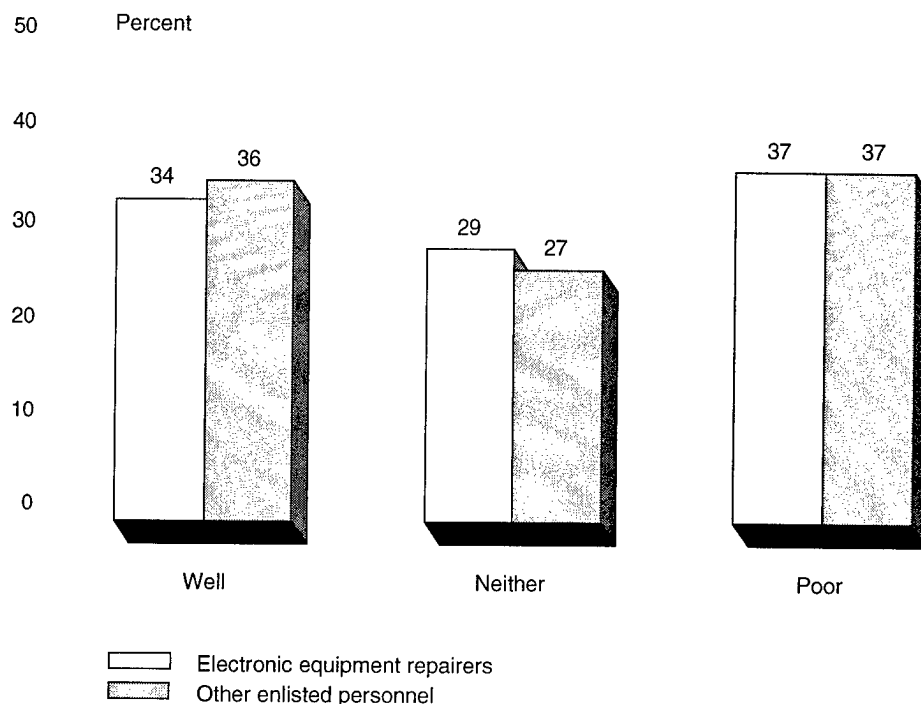 50 Percent
40
37 37
36
34
30
29
27
20
10
0
Well Neither Poor
Electronic equipment repairers
Other enlisted personnel